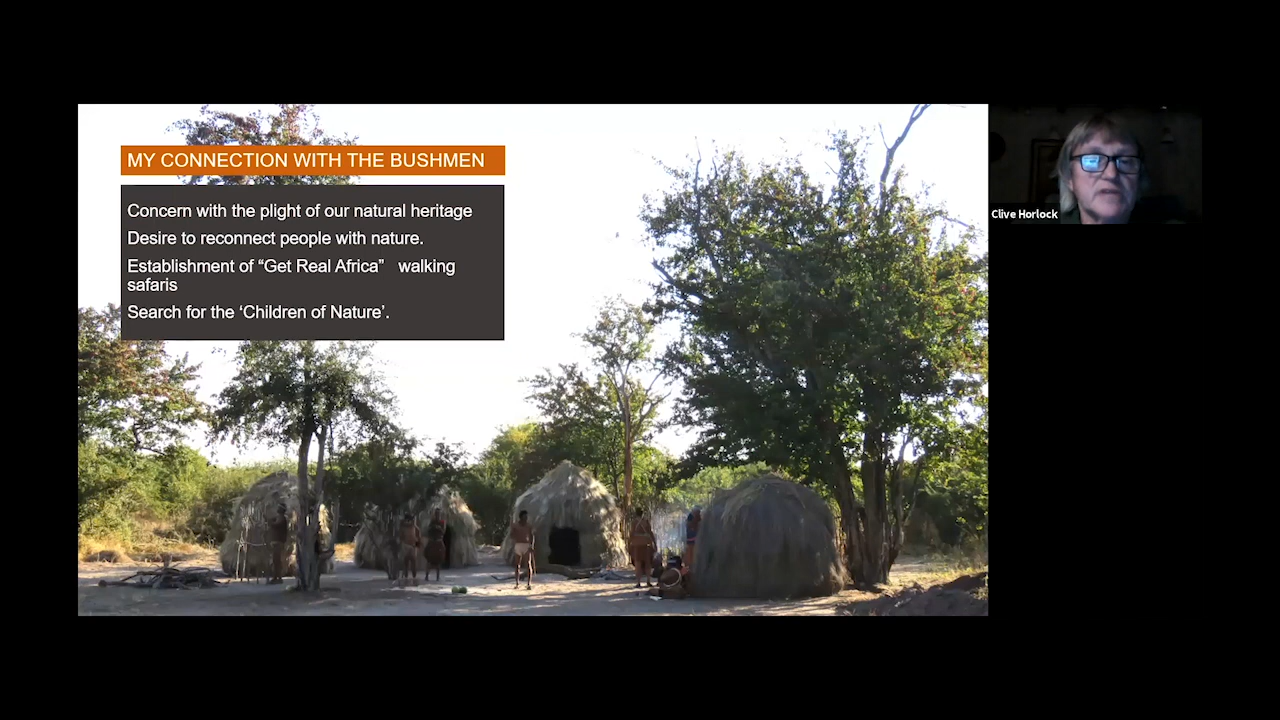 MY CONNECTION WITH THE BUSHMEN
Concern with the plight of our natural heritage
Desire to reconnect people with nature.
Establishment of “Get Real Africa”   walking
safaris
Search for the ‘Children of Nature’.
Clive Horlock